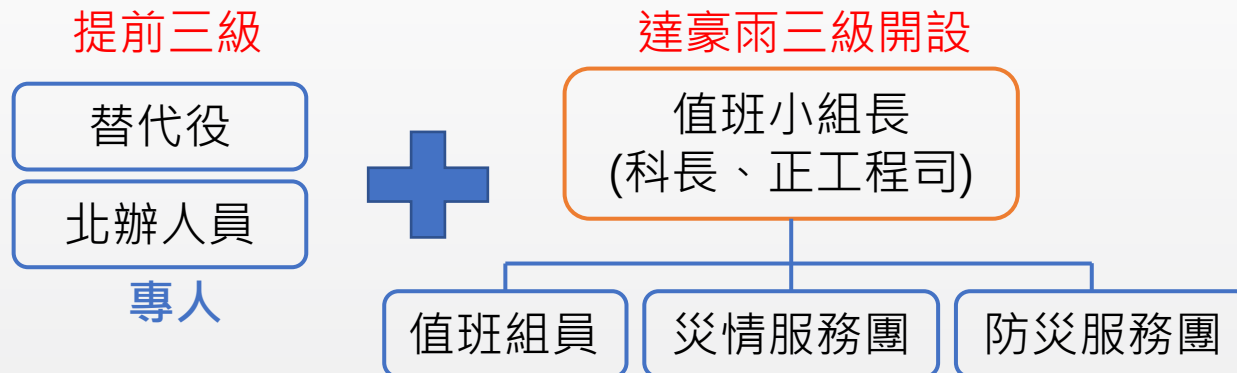 提前三級
達豪雨三級開設
替代役
北辦人員
專人
值班小組長
(科長、正工程司)
值班組員
災情服務團
防災服務團